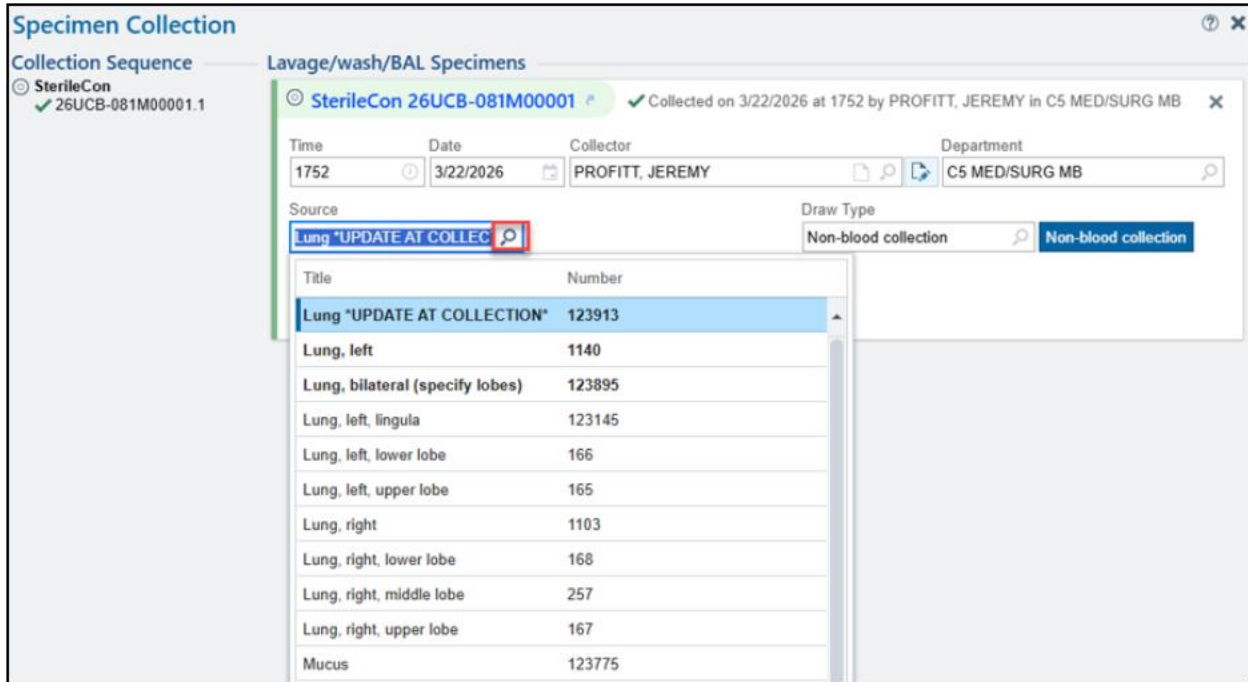 Specimen Collection
Collection Sequence
SterileCon
26UCB-081M00001.1
Lavage/wash/BAL Specimens
SterileCon 26UCB-081M00001
Collected on 3/22/2026 at 1752 by PROFITT, JEREMY in C5 MED/SURG MB
Time Date Collector Department
1752 3/22/2026 PROFITT, JEREMY C5 MED/SURG MB
Source Draw Type
Lung *UPDATE AT COLLEC Non-blood collection Non-blood collection
Title Number
Lung *UPDATE AT COLLECTION* 123913
Lung, left 1140
Lung, bilateral (specify lobes) 123895
Lung, left, lingula 123145
Lung, left, lower lobe 166
Lung, left, upper lobe 165
Lung, right 1103
Lung, right, lower lobe 168
Lung, right, middle lobe 257
Lung, right, upper lobe 167
Mucus 123775